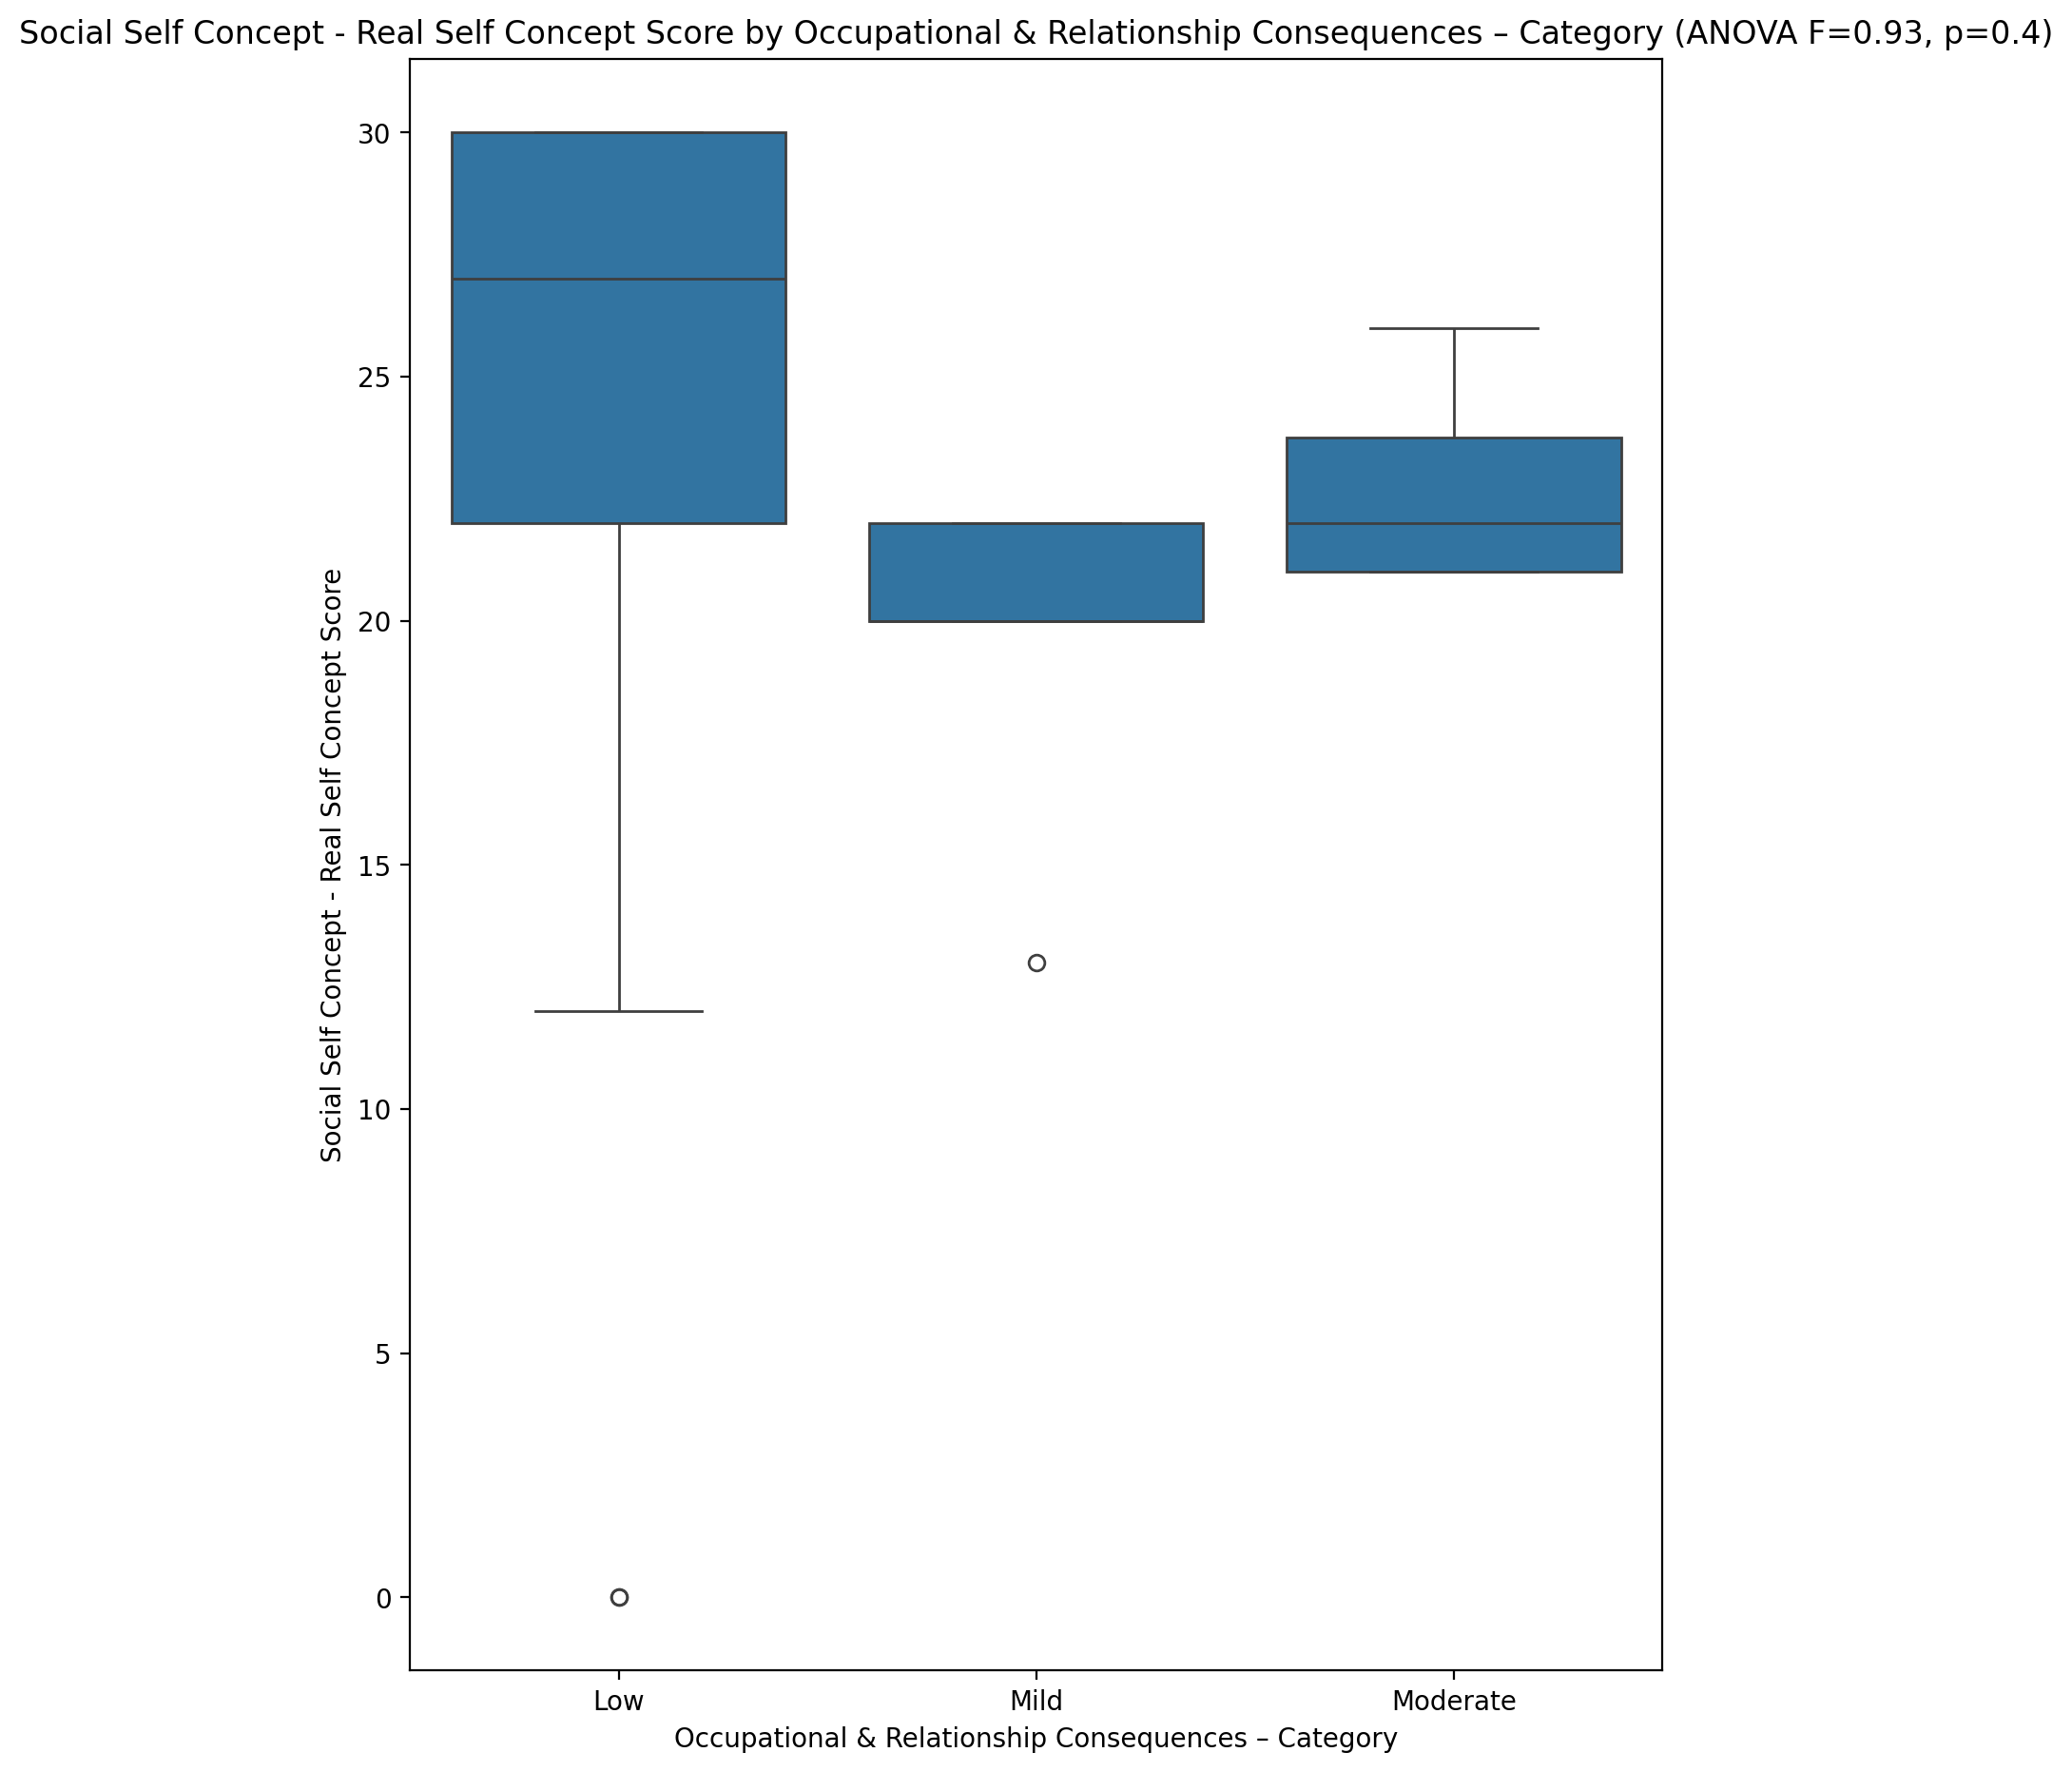 Social Self Concept - Real Self Concept Score by Occupational & Relationship Consequences – Category (ANOVA F=0.93, p=0.4)
Social Self Concept - Real Self Concept Score
30
25
20
15
10
5
0
Low
Mild
Moderate
Occupational & Relationship Consequences – Category